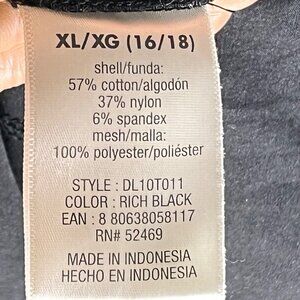 XL/XG (16/18)
shell/funda:
57% cotton/algodón
37% nylon
6% spandex
mesh/malla:
100% polyester/poliéster
STYLE : DL10T011
COLOR : RICH BLACK
EAN : 8 80638058117
RN# 52469
MADE IN INDONESIA
HECHO EN INDONESIA